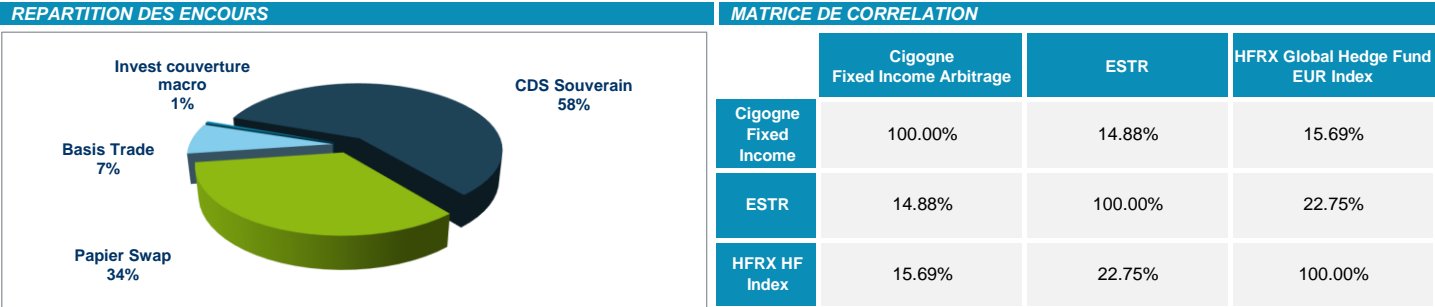 REPARTITION DES ENCOURS
Invest couverture
macro
1%
CDS Souverain
58%
Basis Trade
7%
Papier Swap
34%
MATRICE DE CORRELATION
Cigogne
Fixed Income Arbitrage
ESTR
HFRX Global Hedge Fund
EUR Index
Cigogne
Fixed
Income
100.00%
14.88%
15.69%
ESTR
14.88%
100.00%
22.75%
HFRX HF
Index
15.69%
22.75%
100.00%